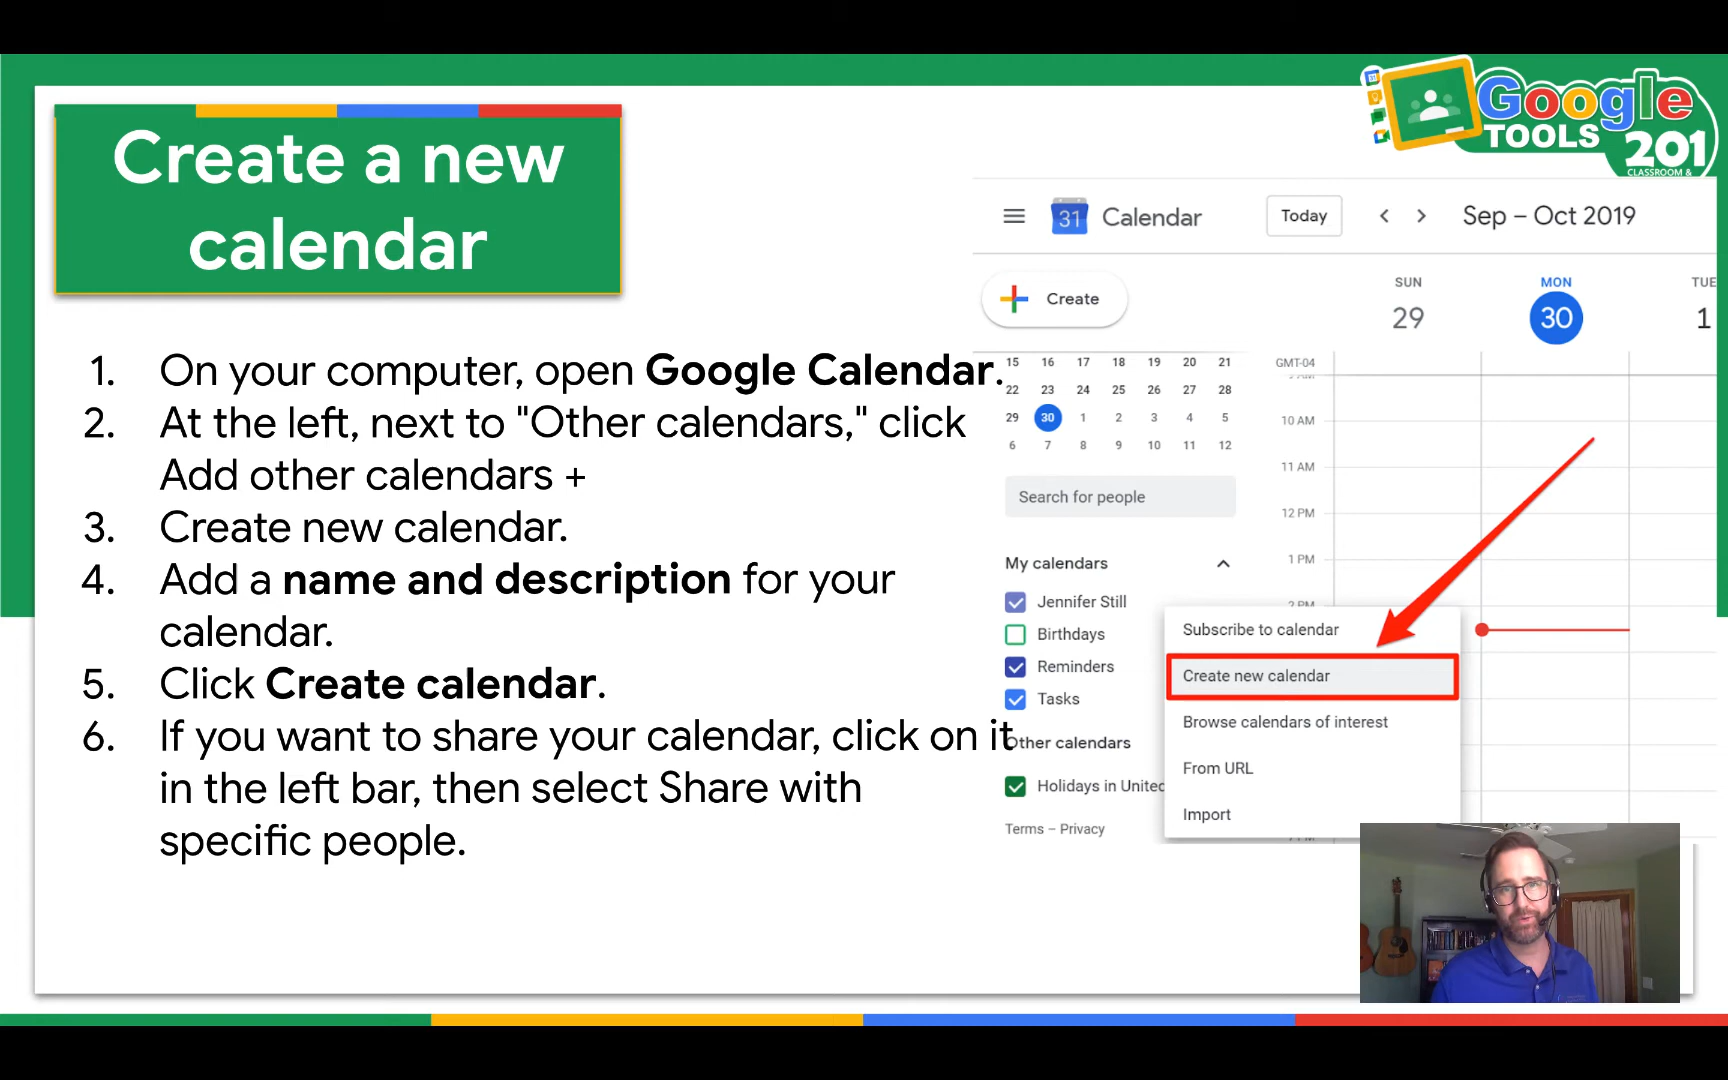 Create a new
calendar
1. On your computer, open Google Calendar.
2. At the left, next to "Other calendars," click
Add other calendars +
3. Create new calendar.
4. Add a name and description for your
calendar.
5. Click Create calendar.
6. If you want to share your calendar, click on it
in the left bar, then select Share with
specific people.
Google
TOOLS
201
CLASSROOM &
31 Calendar Today < > Sep – Oct 2019
Create
SUN MON TUE
29 30 1
15 16 17 18 19 20 21
22 23 24 25 26 27 28
29 30 1 2 3 4 5
6 7 8 9 10 11 12
GMT-04
10 AM
11 AM
12 PM
1 PM
2 PM
Search for people
My calendars
Jennifer Still
Birthdays
Reminders
Tasks
Other calendars
Holidays in United
Terms – Privacy
Subscribe to calendar
Create new calendar
Browse calendars of interest
From URL
Import